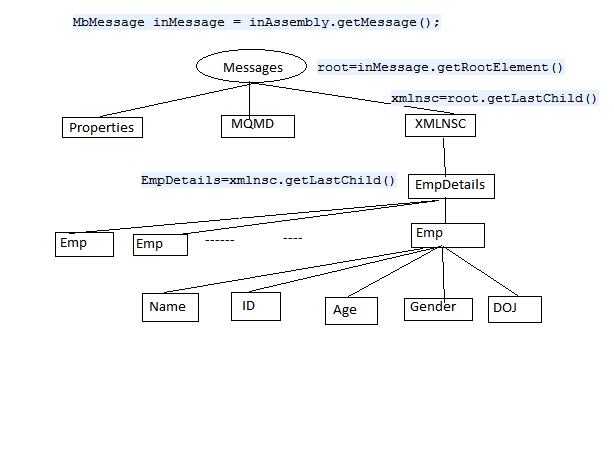 MbMessage inMessage = inAssembly.getMessage();
Messages
root=inMessage.getRootElement()
xmlnsc=root.getLastChild()
Properties
MQMD
XMLNSC
EmpDetails=xmlnsc.getLastChild()
EmpDetails
Emp
Emp
------
----
Emp
Name
ID
Age
Gender
DOJ